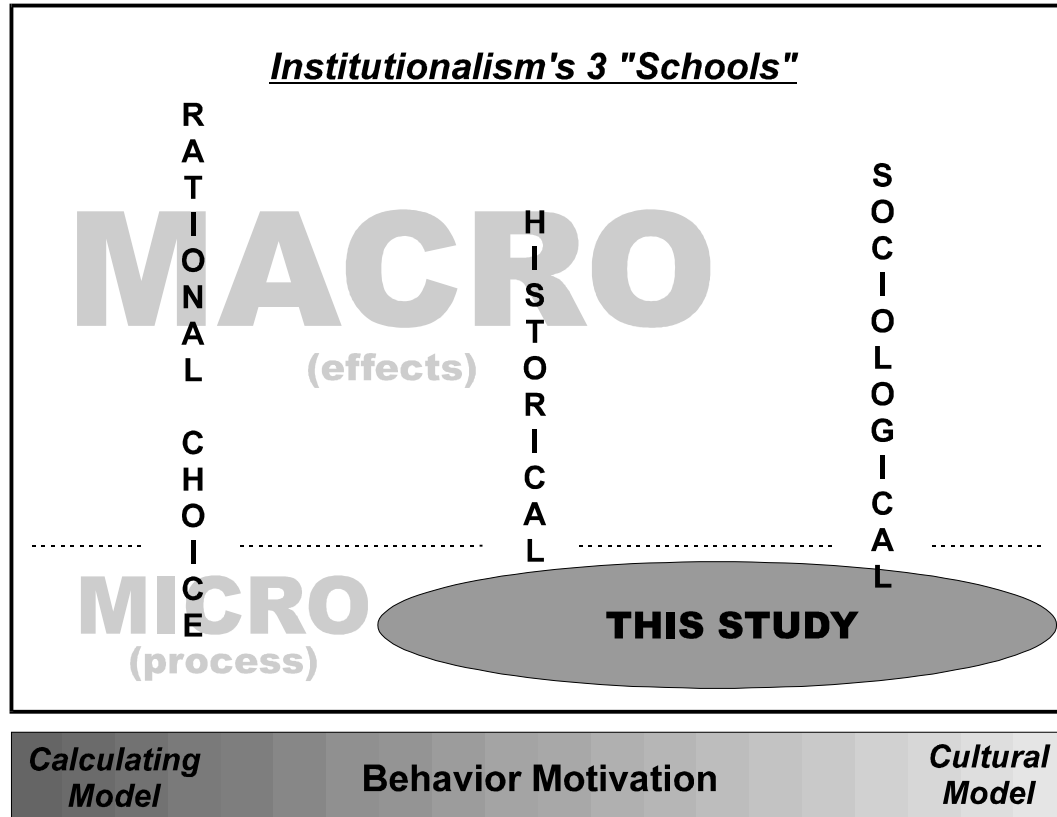 Institutionalism's 3 "Schools"
RATIONAL CHOICE
HISTORICAL
SOCIOLOGICAL
MACRO
(effects)
MICRO
(process)
THIS STUDY
Calculating
Model
Behavior Motivation
Cultural
Model